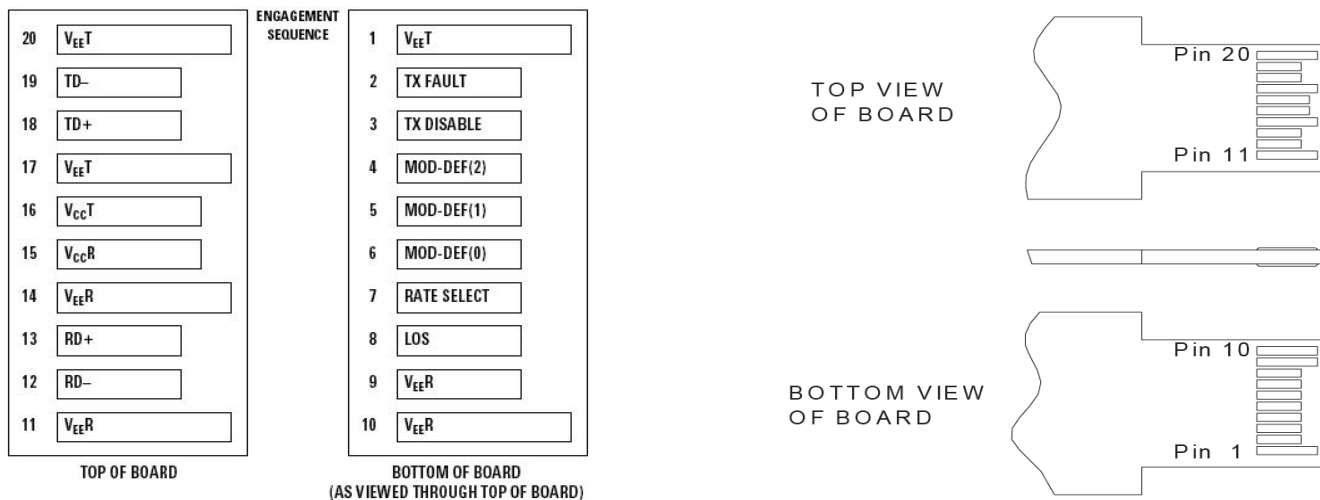 ENGAGEMENT
SEQUENCE
20 VEET
19 TD–
18 TD+
17 VEET
16 VCCT
15 VCCR
14 VEER
13 RD+
12 RD–
11 VEER
TOP OF BOARD
1 VEET
2 TX FAULT
3 TX DISABLE
4 MOD-DEF(2)
5 MOD-DEF(1)
6 MOD-DEF(0)
7 RATE SELECT
8 LOS
9 VEER
10 VEER
BOTTOM OF BOARD
(AS VIEWED THROUGH TOP OF BOARD)
TOP VIEW
OF BOARD
Pin 20
Pin 11
BOTTOM VIEW
OF BOARD
Pin 10
Pin 1